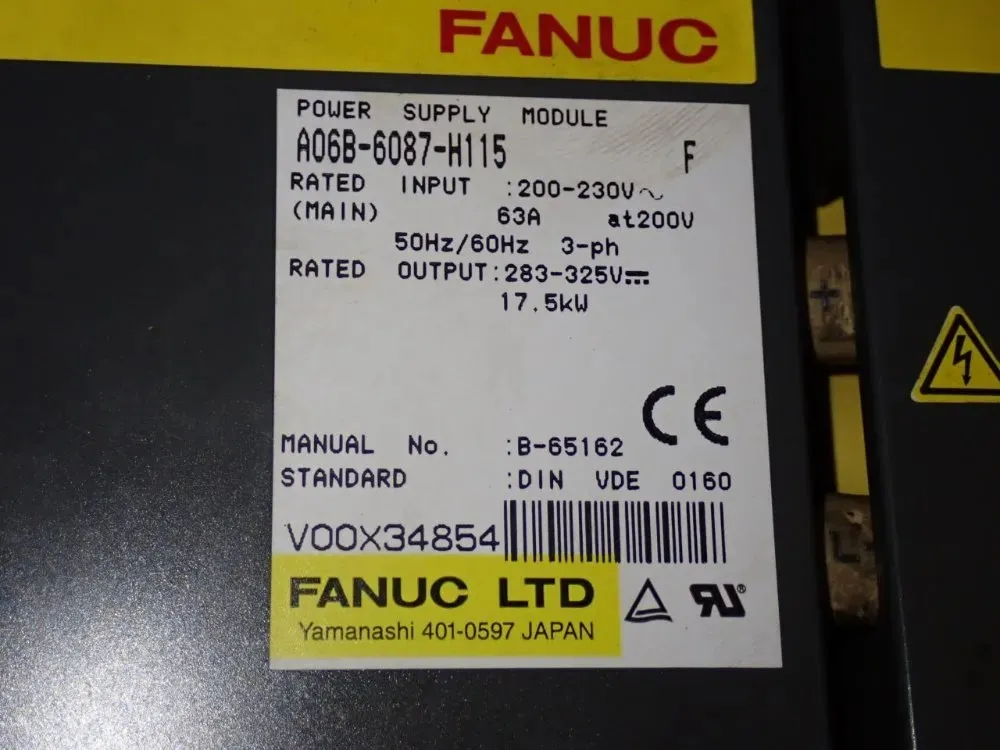 FANUC
POWER SUPPLY MODULE
A06B-6087-H115 F
RATED INPUT :200-230V~
(MAIN) 63A at200V
50Hz/60Hz 3-ph
RATED OUTPUT:283-325V⎓
17.5kW
CE
MANUAL No. :B-65162
STANDARD :DIN VDE 0160
V00X34854
FANUC LTD
Yamanashi 401-0597 JAPAN